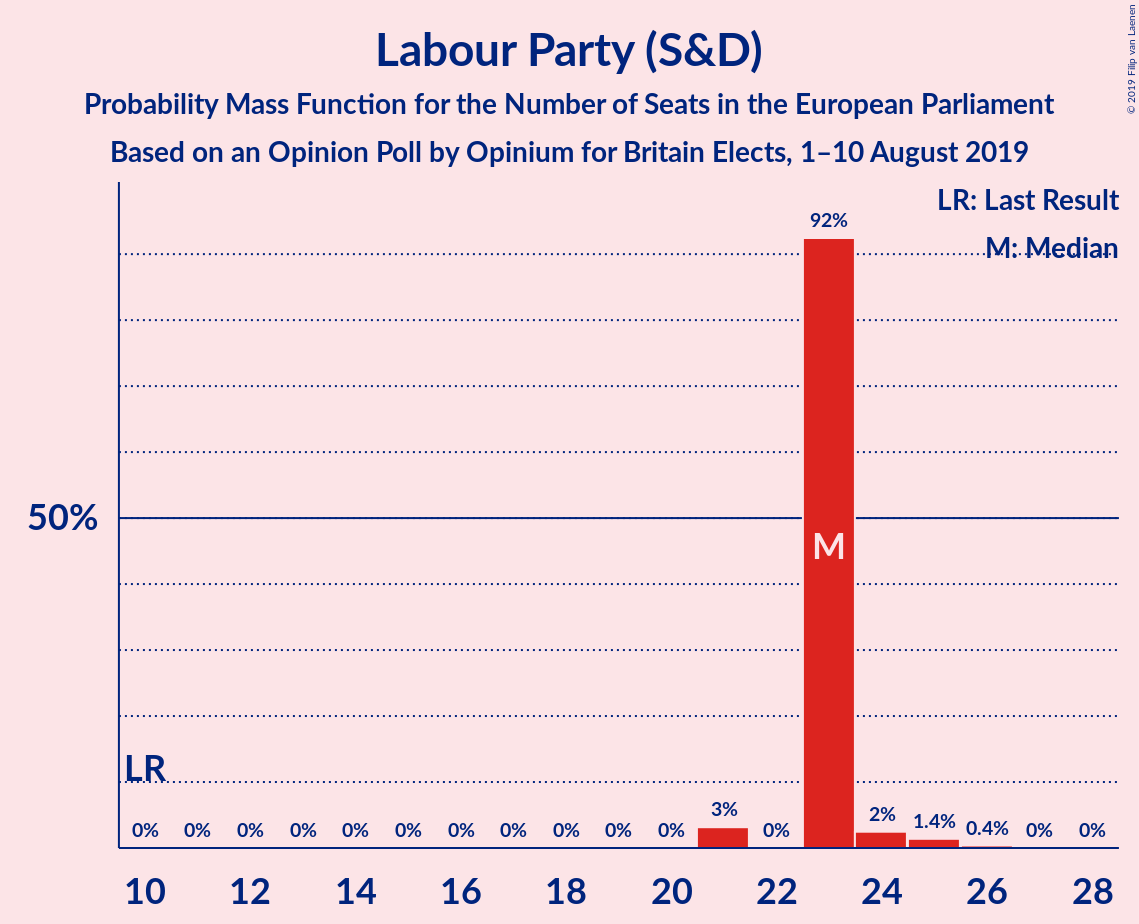 Labour Party (S&D)
Probability Mass Function for the Number of Seats in the European Parliament
Based on an Opinion Poll by Opinium for Britain Elects, 1–10 August 2019
© 2019 Filip van Laenen
LR: Last Result
M: Median
92%
50%
M
LR
0% 0% 0% 0% 0% 0% 0% 0% 0% 0% 0% 3% 0% 2% 1.4% 0.4% 0% 0%
10 12 14 16 18 20 22 24 26 28